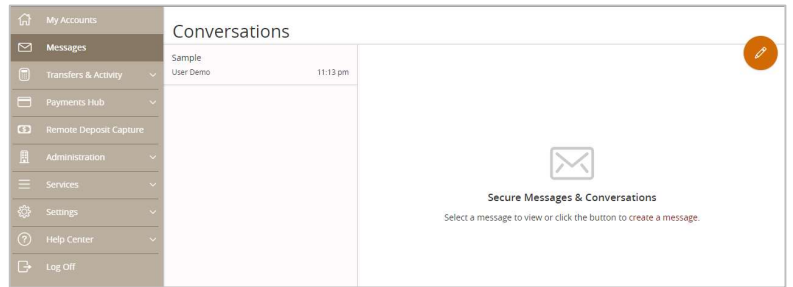 My Accounts
Messages
Transfers & Activity
Payments Hub
Remote Deposit Capture
Administration
Services
Settings
Help Center
Log Off
Conversations
Sample
User Demo 11:13 pm
Secure Messages & Conversations
Select a message to view or click the button to create a message.